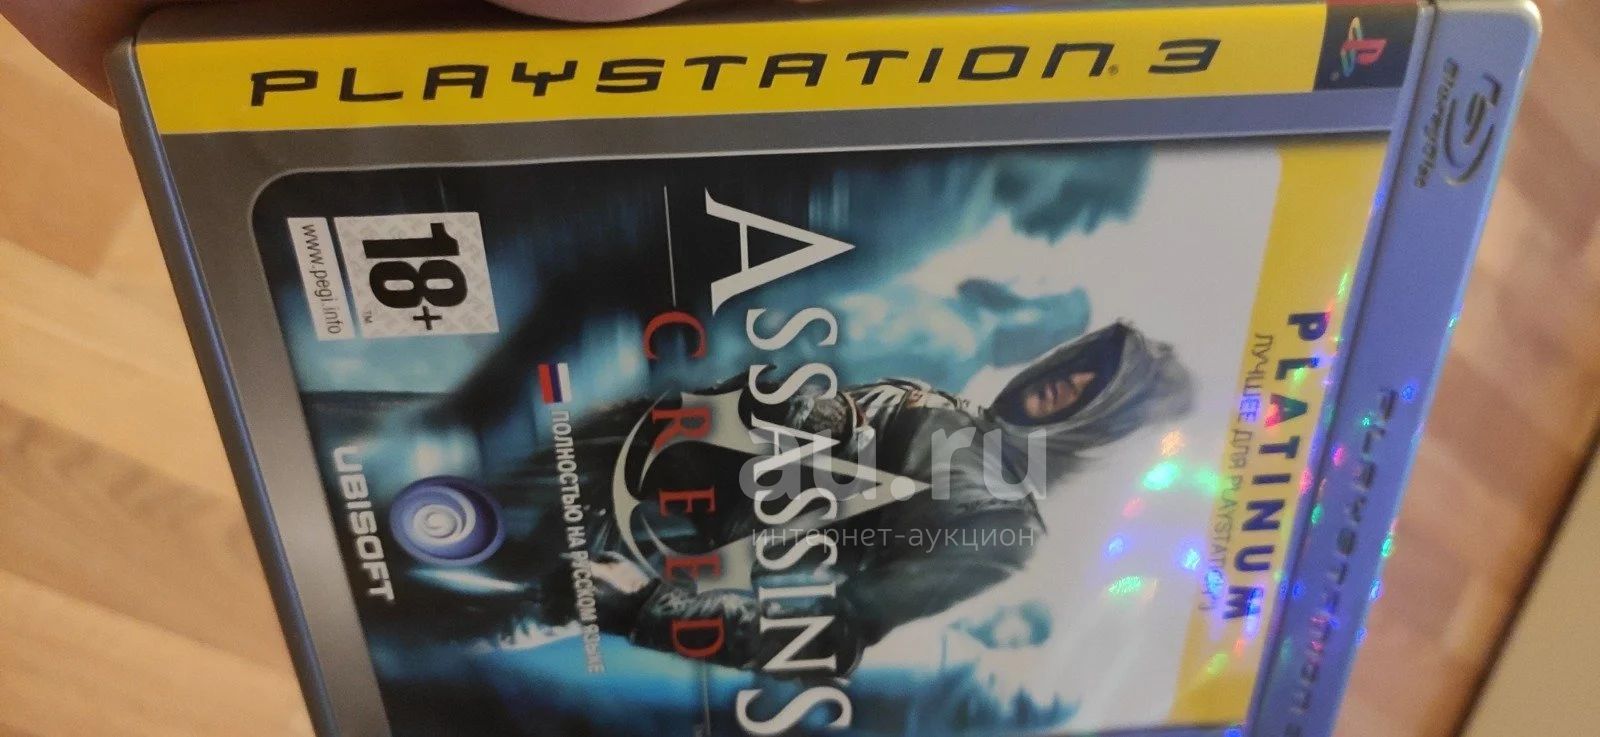 PLAYSTATION 3
PLATINUM
ЛУЧШЕЕ ДЛЯ PLAYSTATION 3
ASSASSINS
CREED
18+
www.pegi.info
ПОЛНОСТЬЮ НА РУССКОМ ЯЗЫКЕ
UBISOFT
au.ru
интернет-аукцион